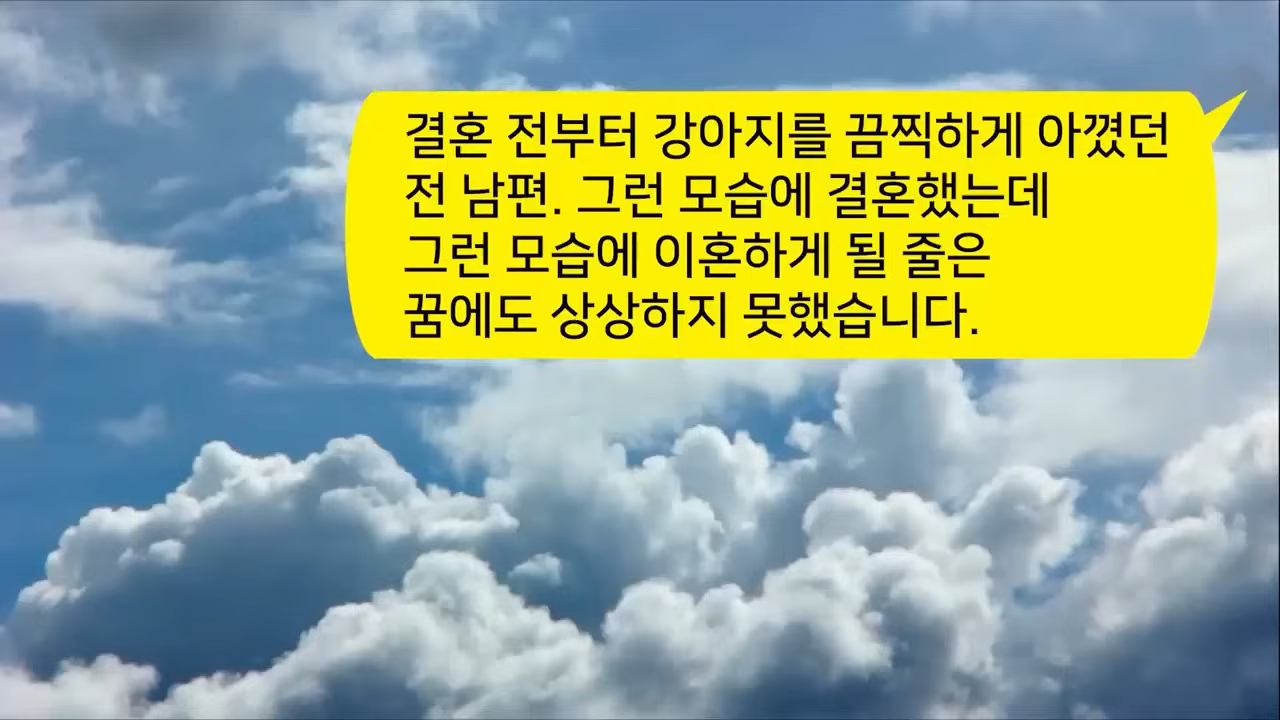 결혼 전부터 강아지를 끔찍하게 아꼈던
전 남편. 그런 모습에 결혼했는데
그런 모습에 이혼하게 될 줄은
꿈에도 상상하지 못했습니다.